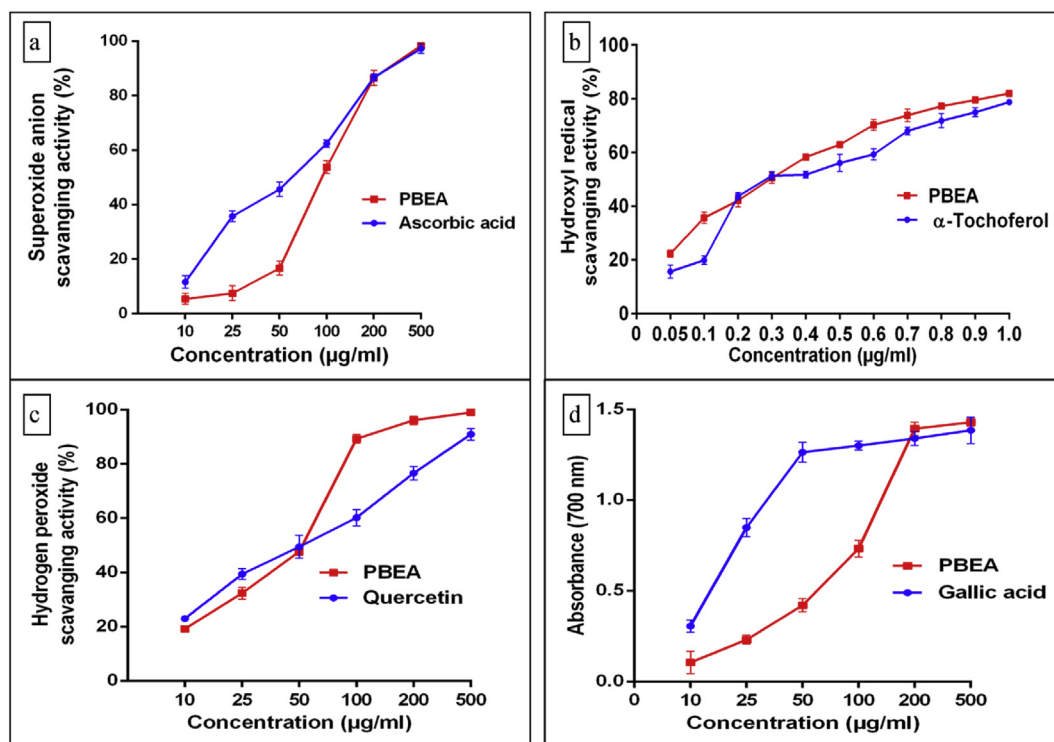 a
Superoxide anion
scavanging activity (%)
100
80
60
40
20
0
PBEA
Ascorbic acid
10 25 50 100 200 500
Concentration (µg/ml)
b
Hydroxyl redical
scavanging activity (%)
100
80
60
40
20
0
PBEA
α-Tochoferol
0 0.05 0.1 0.2 0.3 0.4 0.5 0.6 0.7 0.8 0.9 1.0
Concentration (µg/ml)
c
Hydrogen peroxide
scavanging activity (%)
100
80
60
40
20
0
PBEA
Quercetin
10 25 50 100 200 500
Concentration (µg/ml)
d
Absorbance (700 nm)
1.5
1.0
0.5
0.0
PBEA
Gallic acid
0 10 25 50 100 200 500
Concentration (µg/ml)